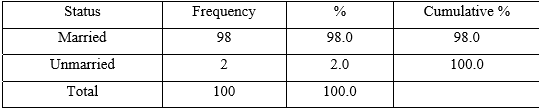 Status Frequency % Cumulative %
Married 98 98.0 98.0
Unmarried 2 2.0 100.0
Total 100 100.0